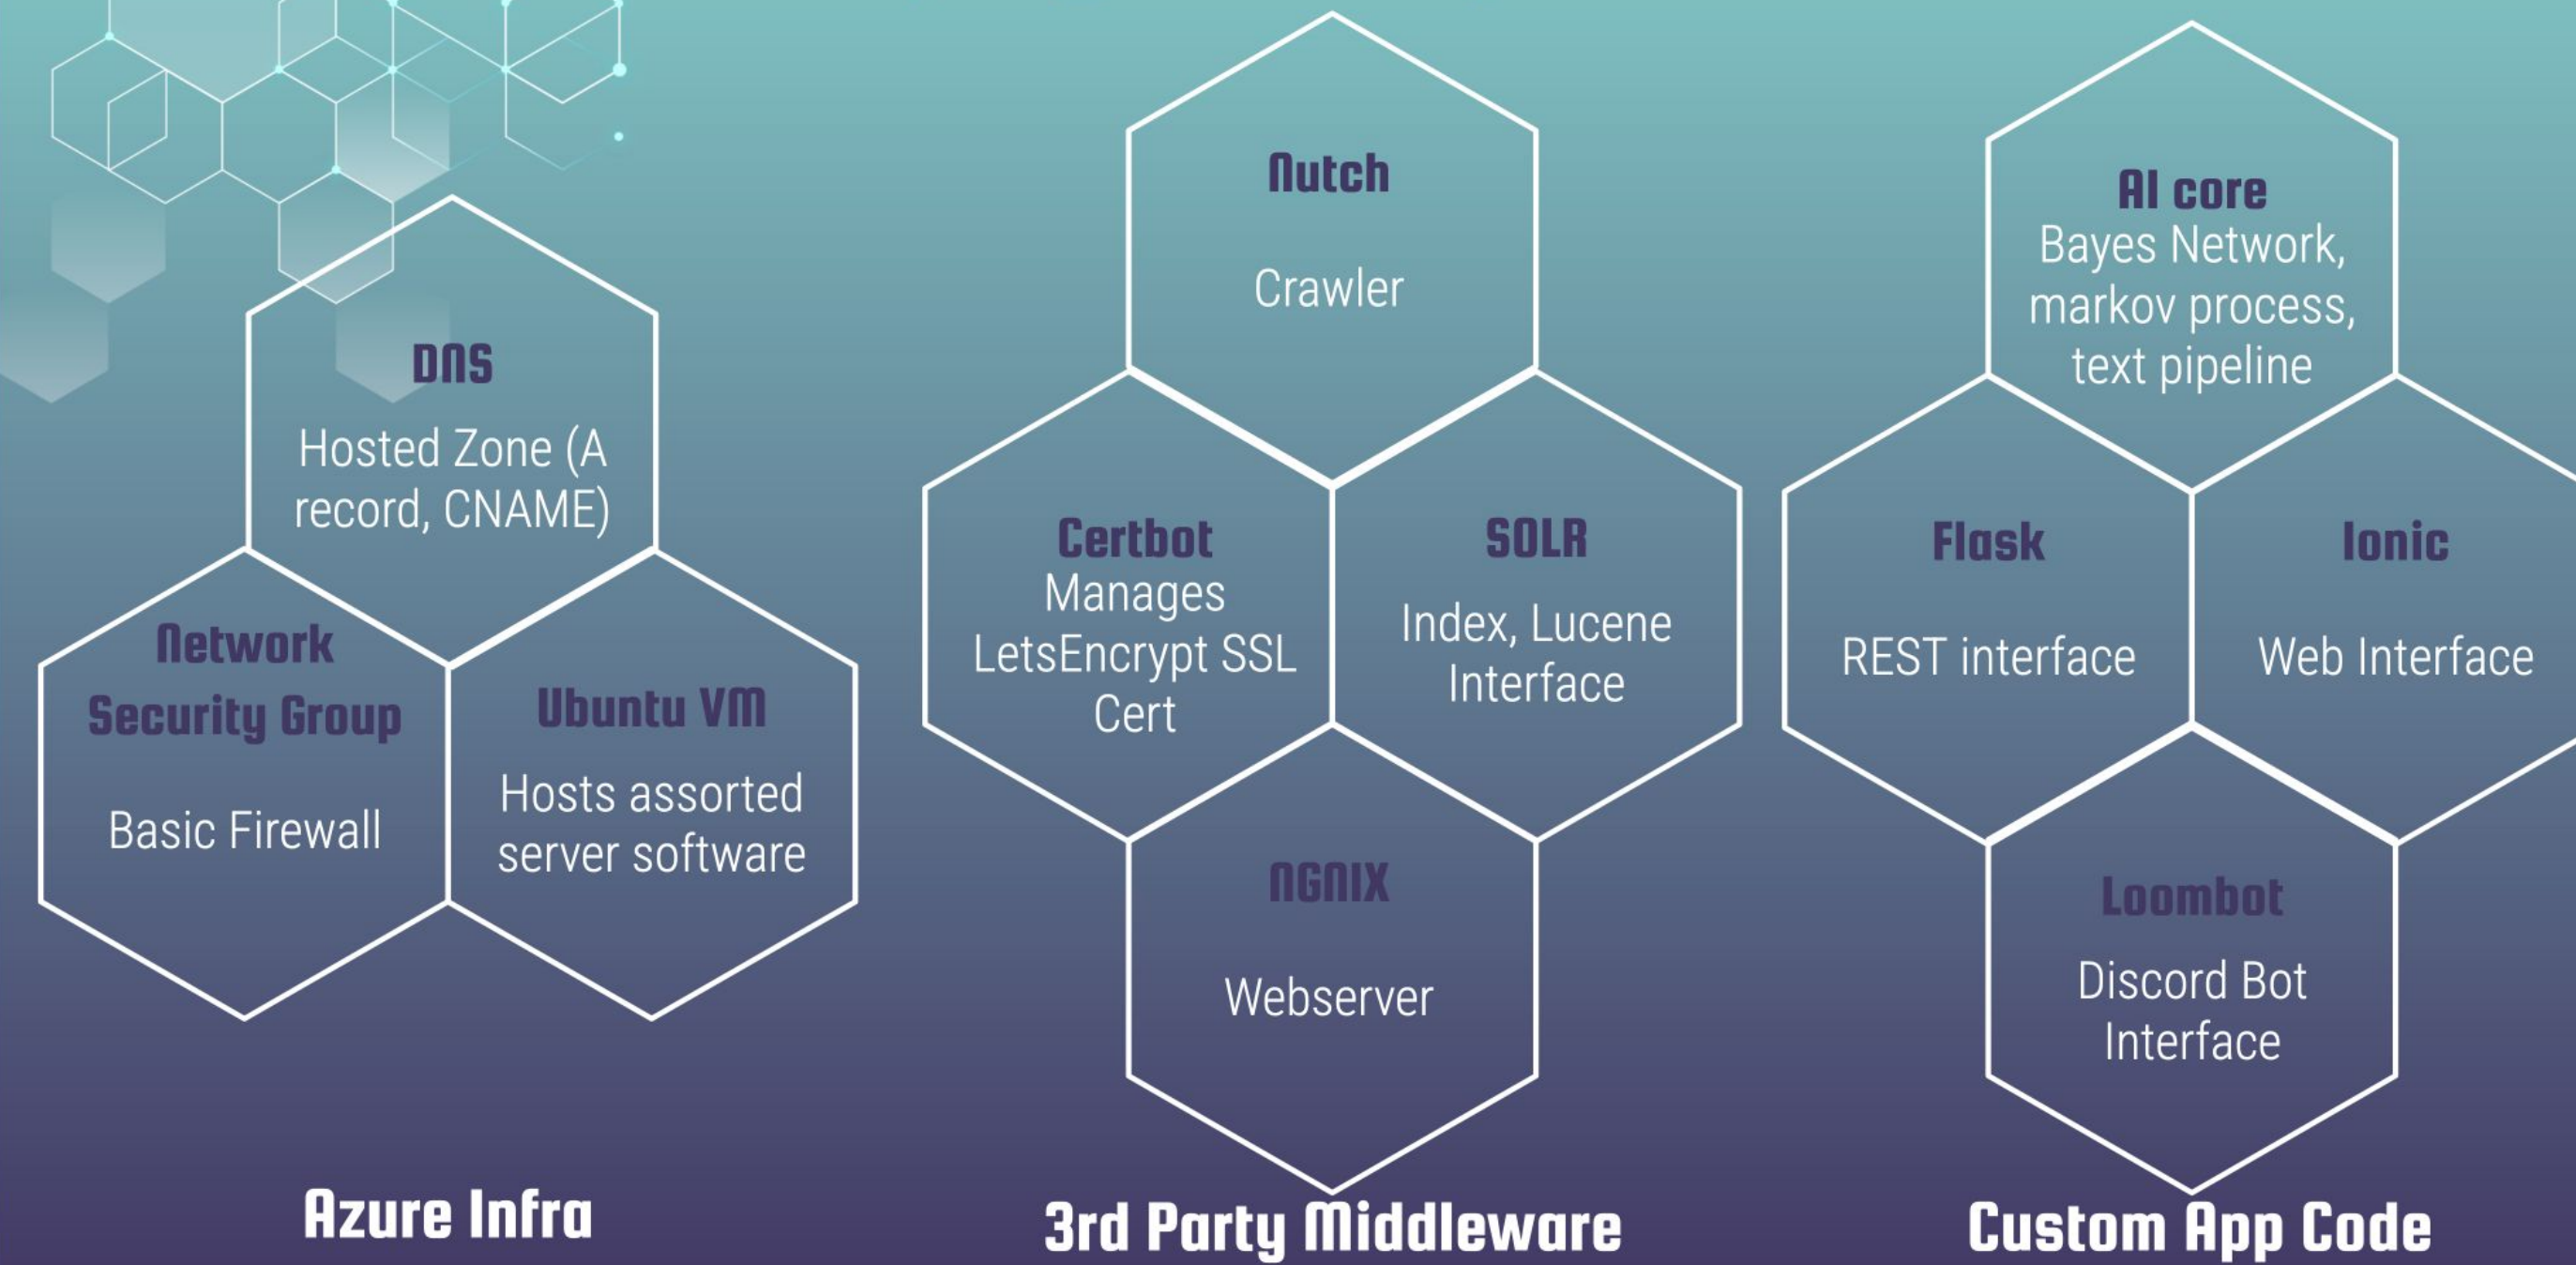 DNS
Hosted Zone (A
record, CNAME)
Network
Security Group
Basic Firewall
Ubuntu VM
Hosts assorted
server software
Azure Infra
Nutch
Crawler
Certbot
Manages
LetsEncrypt SSL
Cert
SOLR
Index, Lucene
Interface
NGNIX
Webserver
3rd Party Middleware
AI core
Bayes Network,
markov process,
text pipeline
Flask
REST interface
Ionic
Web Interface
Loombot
Discord Bot
Interface
Custom App Code